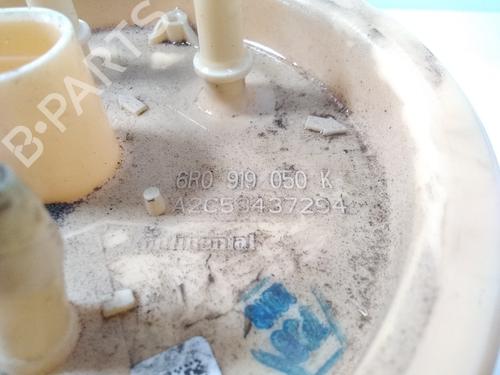 B-PARTS
6R0 919 050 K
A2C53437294
Continental